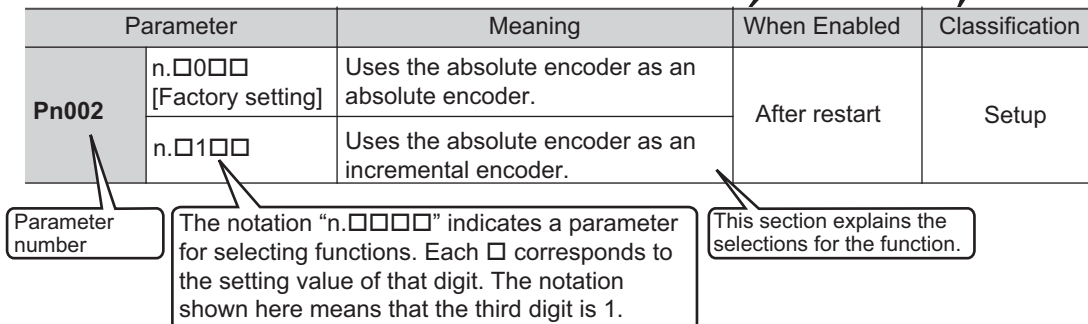 Parameter Meaning When Enabled Classification
Pn002
n.□0□□
[Factory setting]
Uses the absolute encoder as an
absolute encoder.
After restart
Setup
n.□1□□
Uses the absolute encoder as an
incremental encoder.
Parameter
number
The notation “n.□□□□” indicates a parameter
for selecting functions. Each □ corresponds to
the setting value of that digit. The notation
shown here means that the third digit is 1.
This section explains the
selections for the function.